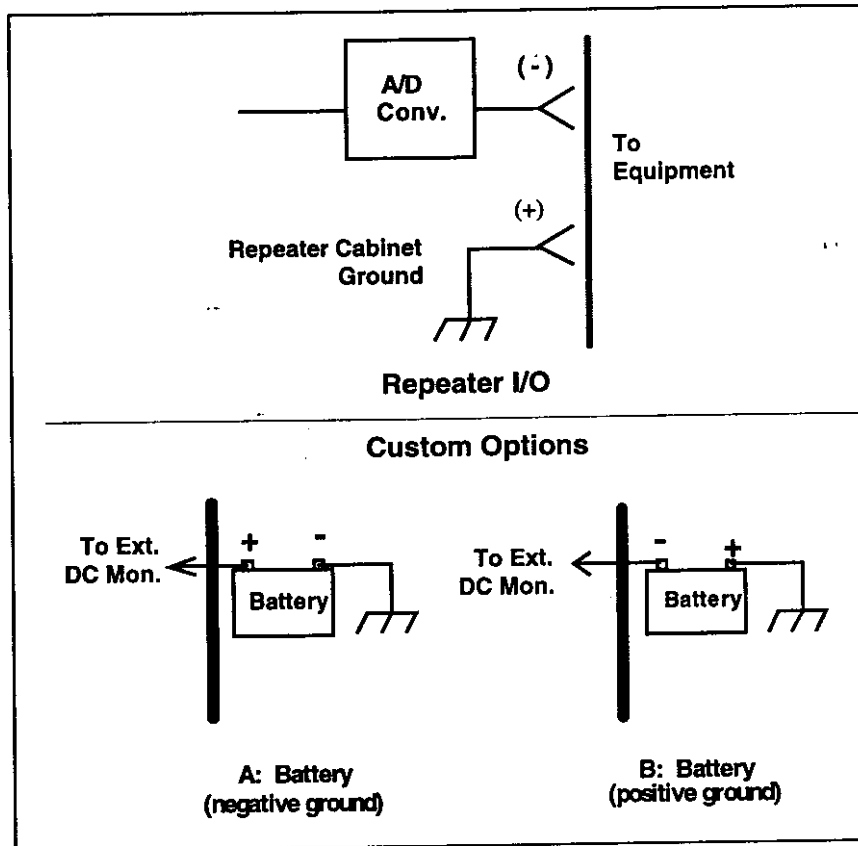 A/D
Conv.
(-)
To
Equipment
(+)
Repeater Cabinet
Ground
Repeater I/O
Custom Options
To Ext.
DC Mon.
+ -
Battery
A: Battery
(negative ground)
To Ext.
DC Mon.
- +
Battery
B: Battery
(positive ground)